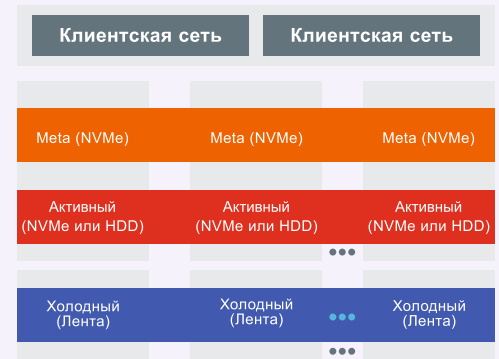 Клиентская сеть Клиентская сеть
Meta (NVMe) Meta (NVMe) Meta (NVMe)
Активный Активный Активный
(NVMe или HDD) (NVMe или HDD) (NVMe или HDD)
Холодный Холодный Холодный
(Лента) (Лента) (Лента)